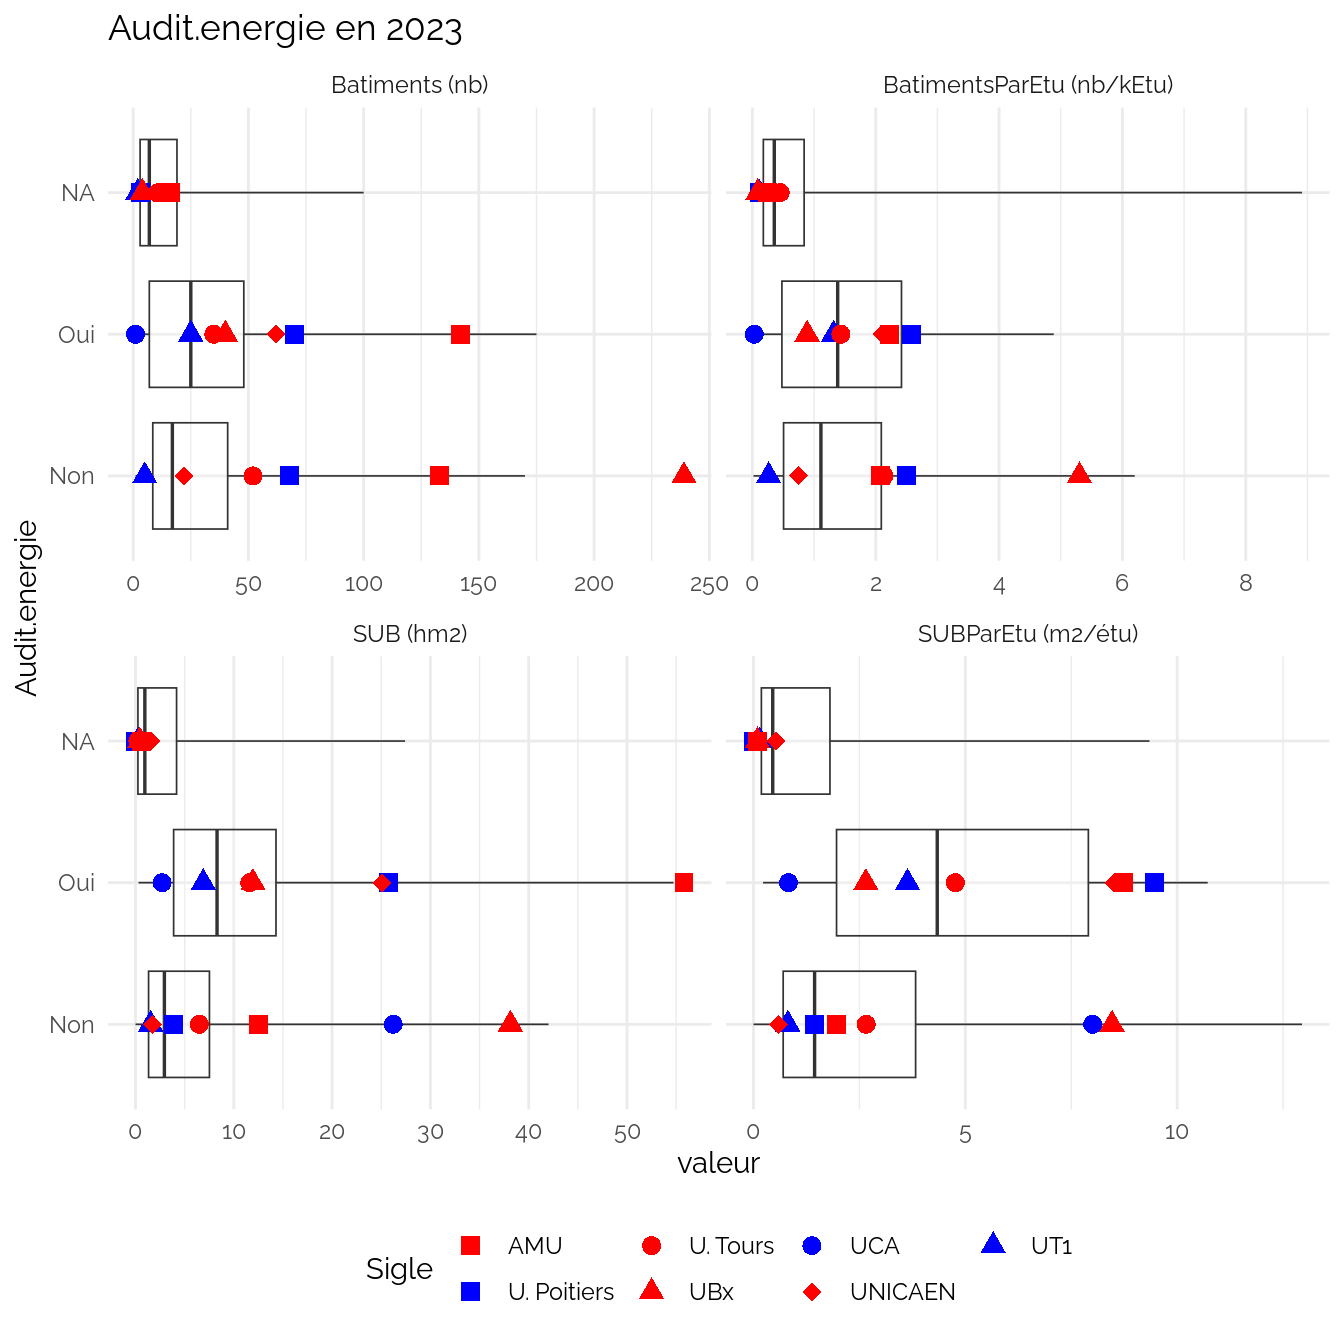 Audit.energie en 2023
Batiments (nb)
BatimentsParEtu (nb/kEtu)
NA
Oui
Non
0 50 100 150 200 250
0 2 4 6 8
Audit.energie
SUB (hm2)
SUBParEtu (m2/étu)
NA
Oui
Non
0 10 20 30 40 50
0 5 10
valeur
Sigle
AMU
U. Tours
UCA
UT1
U. Poitiers
UBx
UNICAEN